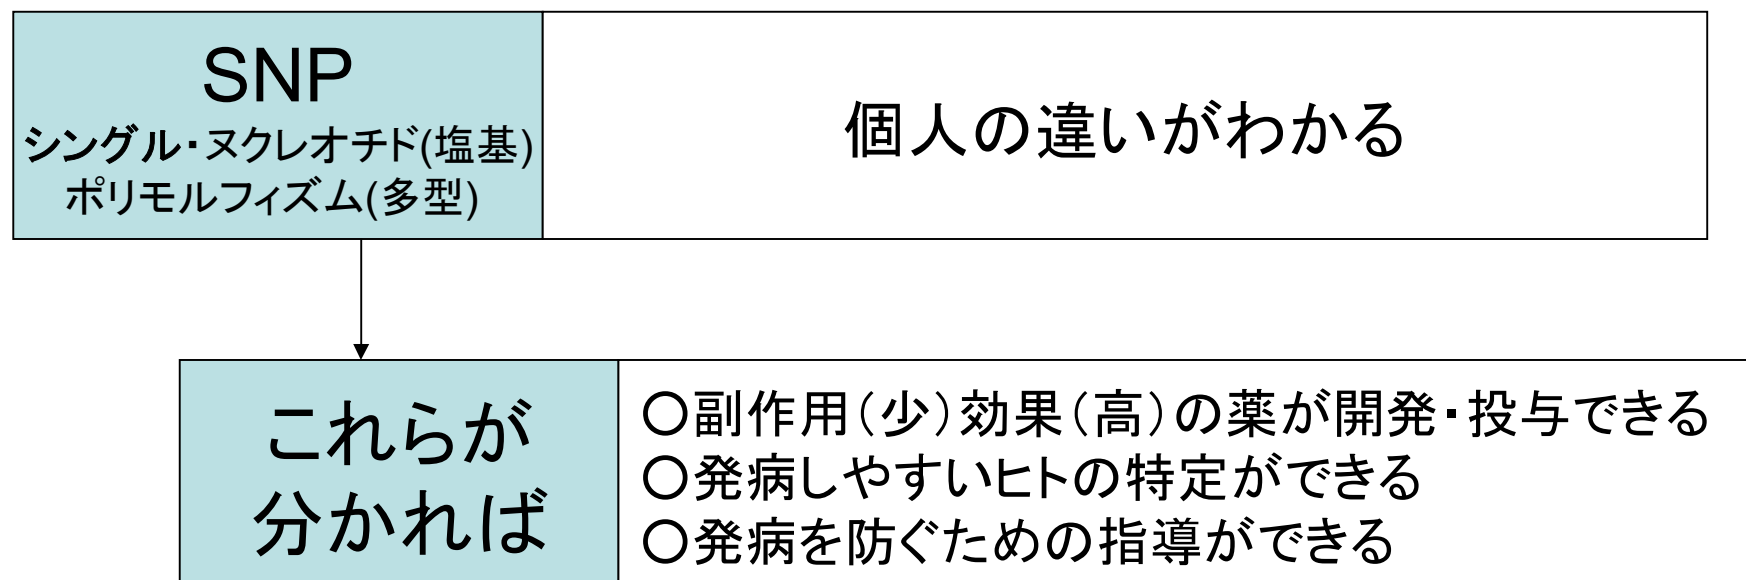 SNP
シングル・ヌクレオチド(塩基)
ポリモルフィズム(多型)
個人の違いがわかる
これらが
分かれば
〇副作用(少)効果(高)の薬が開発・投与できる
〇発病しやすいヒトの特定ができる
〇発病を防ぐための指導ができる